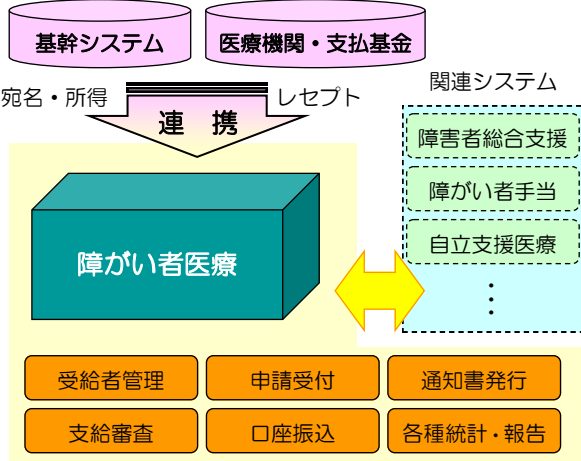 基幹システム
医療機関・支払基金
宛名・所得
レセプト
連 携
関連システム
障害者総合支援
障がい者手当
自立支援医療
・
・
・
障がい者医療
受給者管理
申請受付
通知書発行
支給審査
口座振込
各種統計・報告